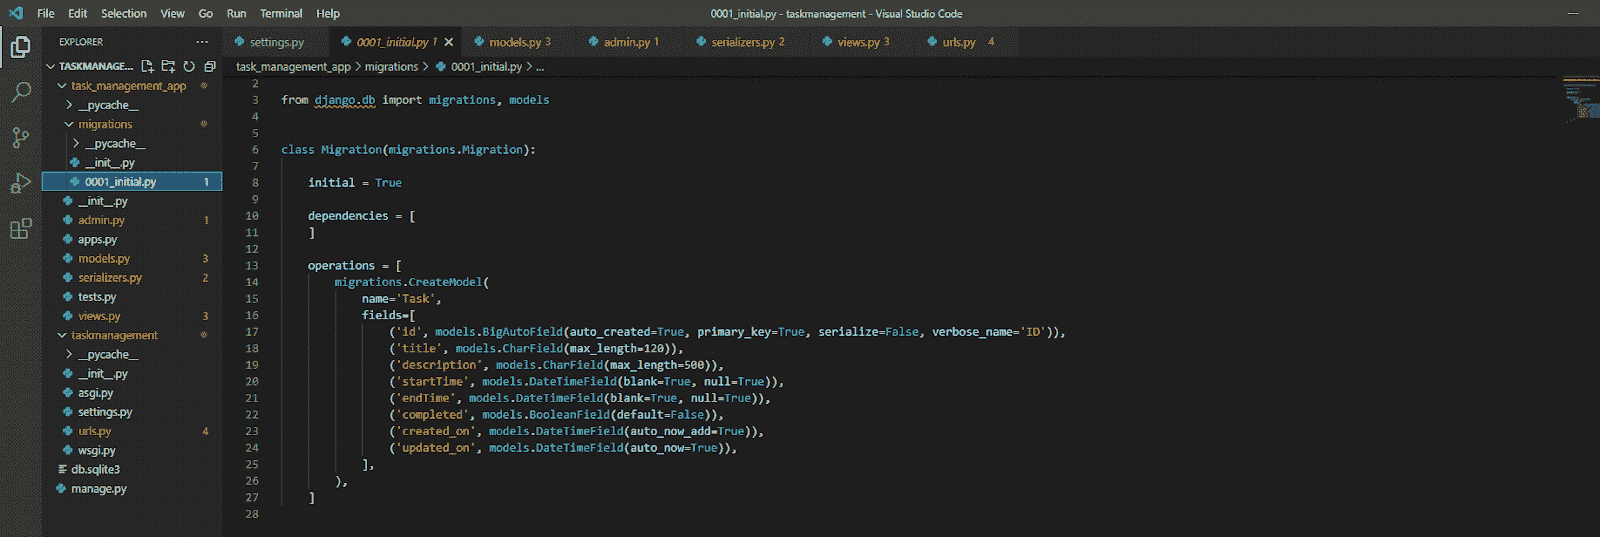 File Edit Selection View Go Run Terminal Help
0001_initial.py - taskmanagement - Visual Studio Code
EXPLORER
TASKMANAGE...
task_management_app
__pycache__
migrations
__pycache__
__init__.py
0001_initial.py 1
__init__.py
admin.py 1
apps.py
models.py 3
serializers.py 2
tests.py
views.py 3
taskmanagement
__pycache__
__init__.py
asgi.py
settings.py
urls.py 4
wsgi.py
db.sqlite3
manage.py
settings.py 0001_initial.py 1 models.py 3 admin.py 1 serializers.py 2 views.py 3 urls.py 4
task_management_app > migrations > 0001_initial.py > ...
2
3 from django.db import migrations, models
4
5
6 class Migration(migrations.Migration):
7
8 initial = True
9
10 dependencies = [
11 ]
12
13 operations = [
14 migrations.CreateModel(
15 name='Task',
16 fields=[
17 ('id', models.BigAutoField(auto_created=True, primary_key=True, serialize=False, verbose_name='ID')),
18 ('title', models.CharField(max_length=120)),
19 ('description', models.CharField(max_length=500)),
20 ('startTime', models.DateTimeField(blank=True, null=True)),
21 ('endTime', models.DateTimeField(blank=True, null=True)),
22 ('completed', models.BooleanField(default=False)),
23 ('created_on', models.DateTimeField(auto_now_add=True)),
24 ('updated_on', models.DateTimeField(auto_now=True)),
25 ],
26 ),
27 ]
28